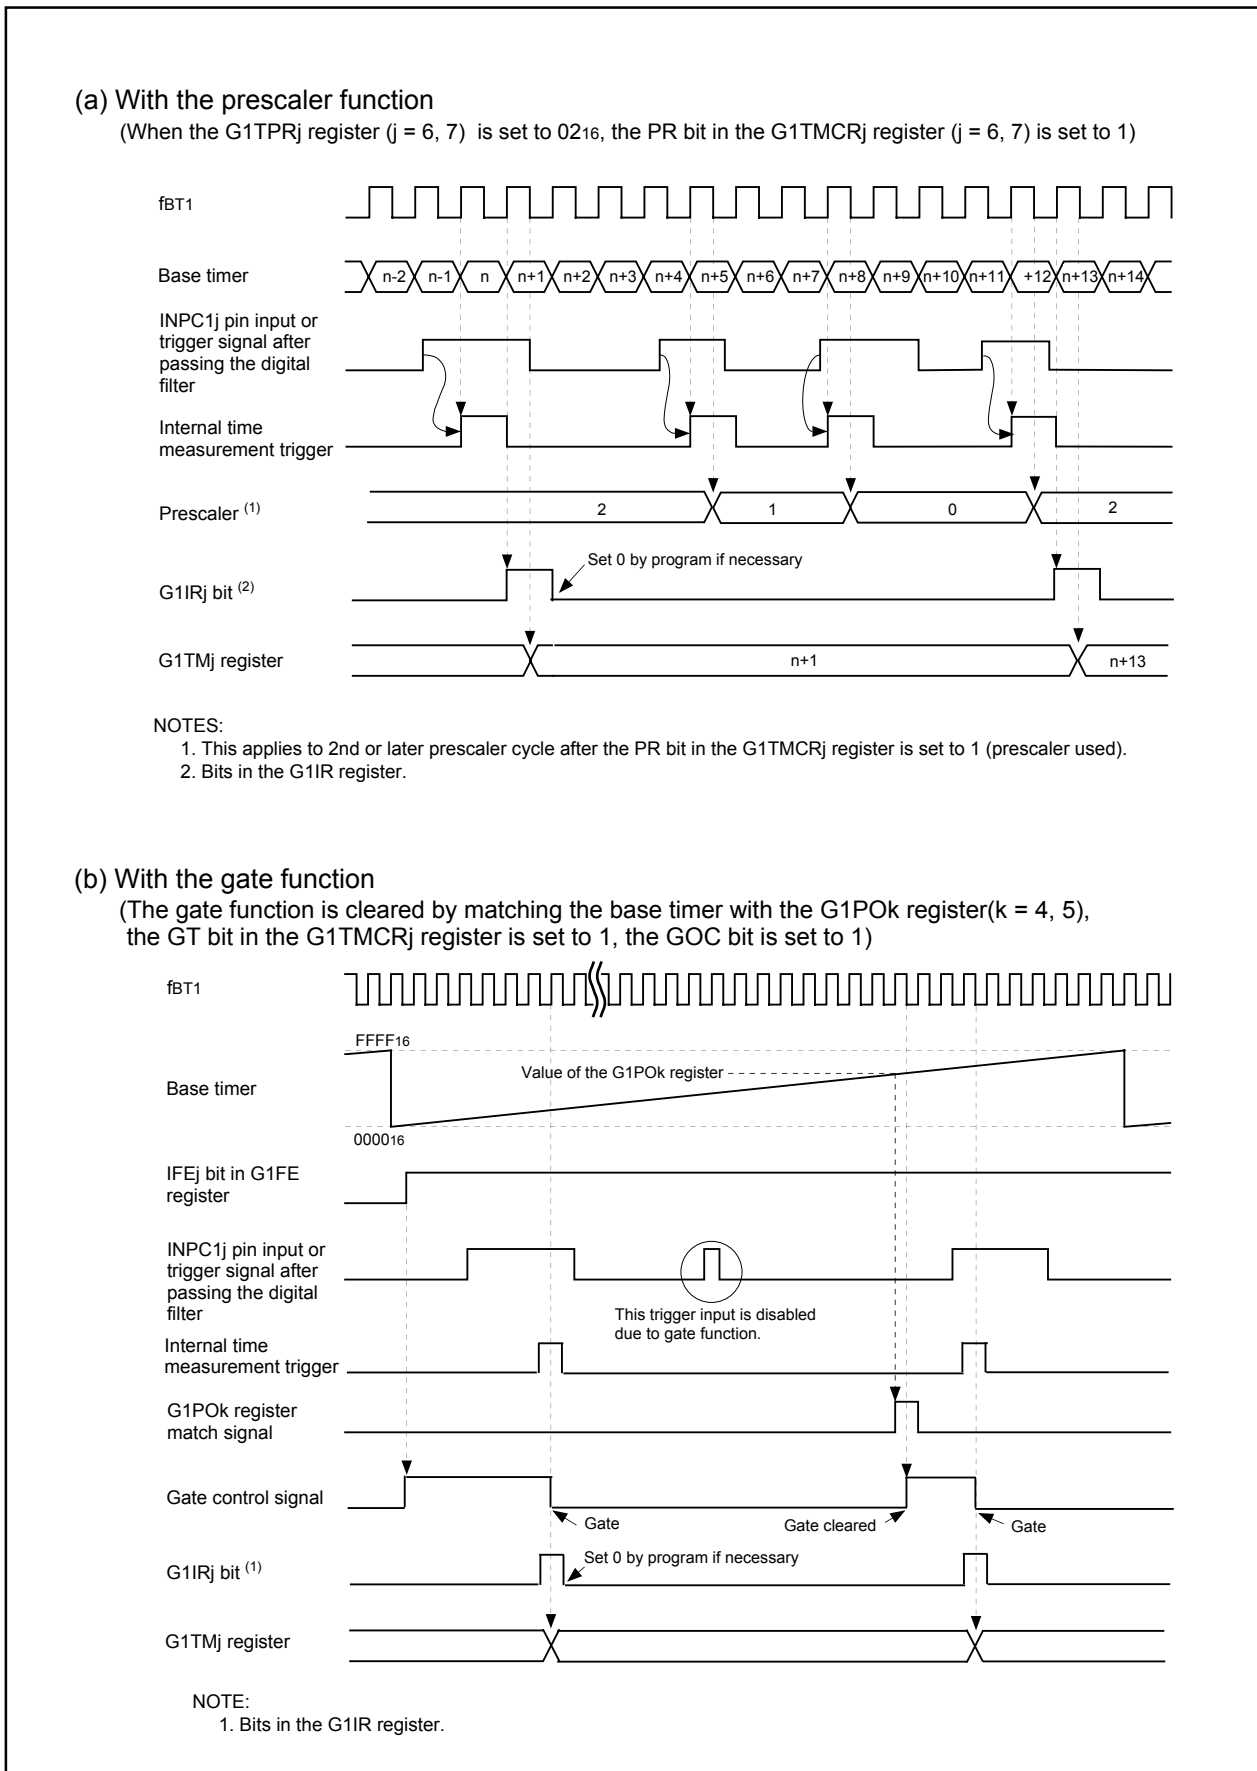 (a) With the prescaler function
(When the G1TPRj register (j = 6, 7) is set to 0216, the PR bit in the G1TMCRj register (j = 6, 7) is set to 1)
fBT1
Base timer
n-2 n-1 n n+1 n+2 n+3 n+4 n+5 n+6 n+7 n+8 n+9 n+10 n+11 +12 n+13 n+14
INPC1j pin input or
trigger signal after
passing the digital
filter
Internal time
measurement trigger
Prescaler (1)
2 1 0 2
Set 0 by program if necessary
G1IRj bit (2)
G1TMj register
n+1 n+13
NOTES:
1. This applies to 2nd or later prescaler cycle after the PR bit in the G1TMCRj register is set to 1 (prescaler used).
2. Bits in the G1IR register.
(b) With the gate function
(The gate function is cleared by matching the base timer with the G1POk register(k = 4, 5),
the GT bit in the G1TMCRj register is set to 1, the GOC bit is set to 1)
fBT1
FFFF16
Value of the G1POk register
Base timer
000016
IFEj bit in G1FE
register
INPC1j pin input or
trigger signal after
passing the digital
filter
This trigger input is disabled
due to gate function.
Internal time
measurement trigger
G1POk register
match signal
Gate control signal
Gate Gate cleared Gate
Set 0 by program if necessary
G1IRj bit (1)
G1TMj register
NOTE:
1. Bits in the G1IR register.